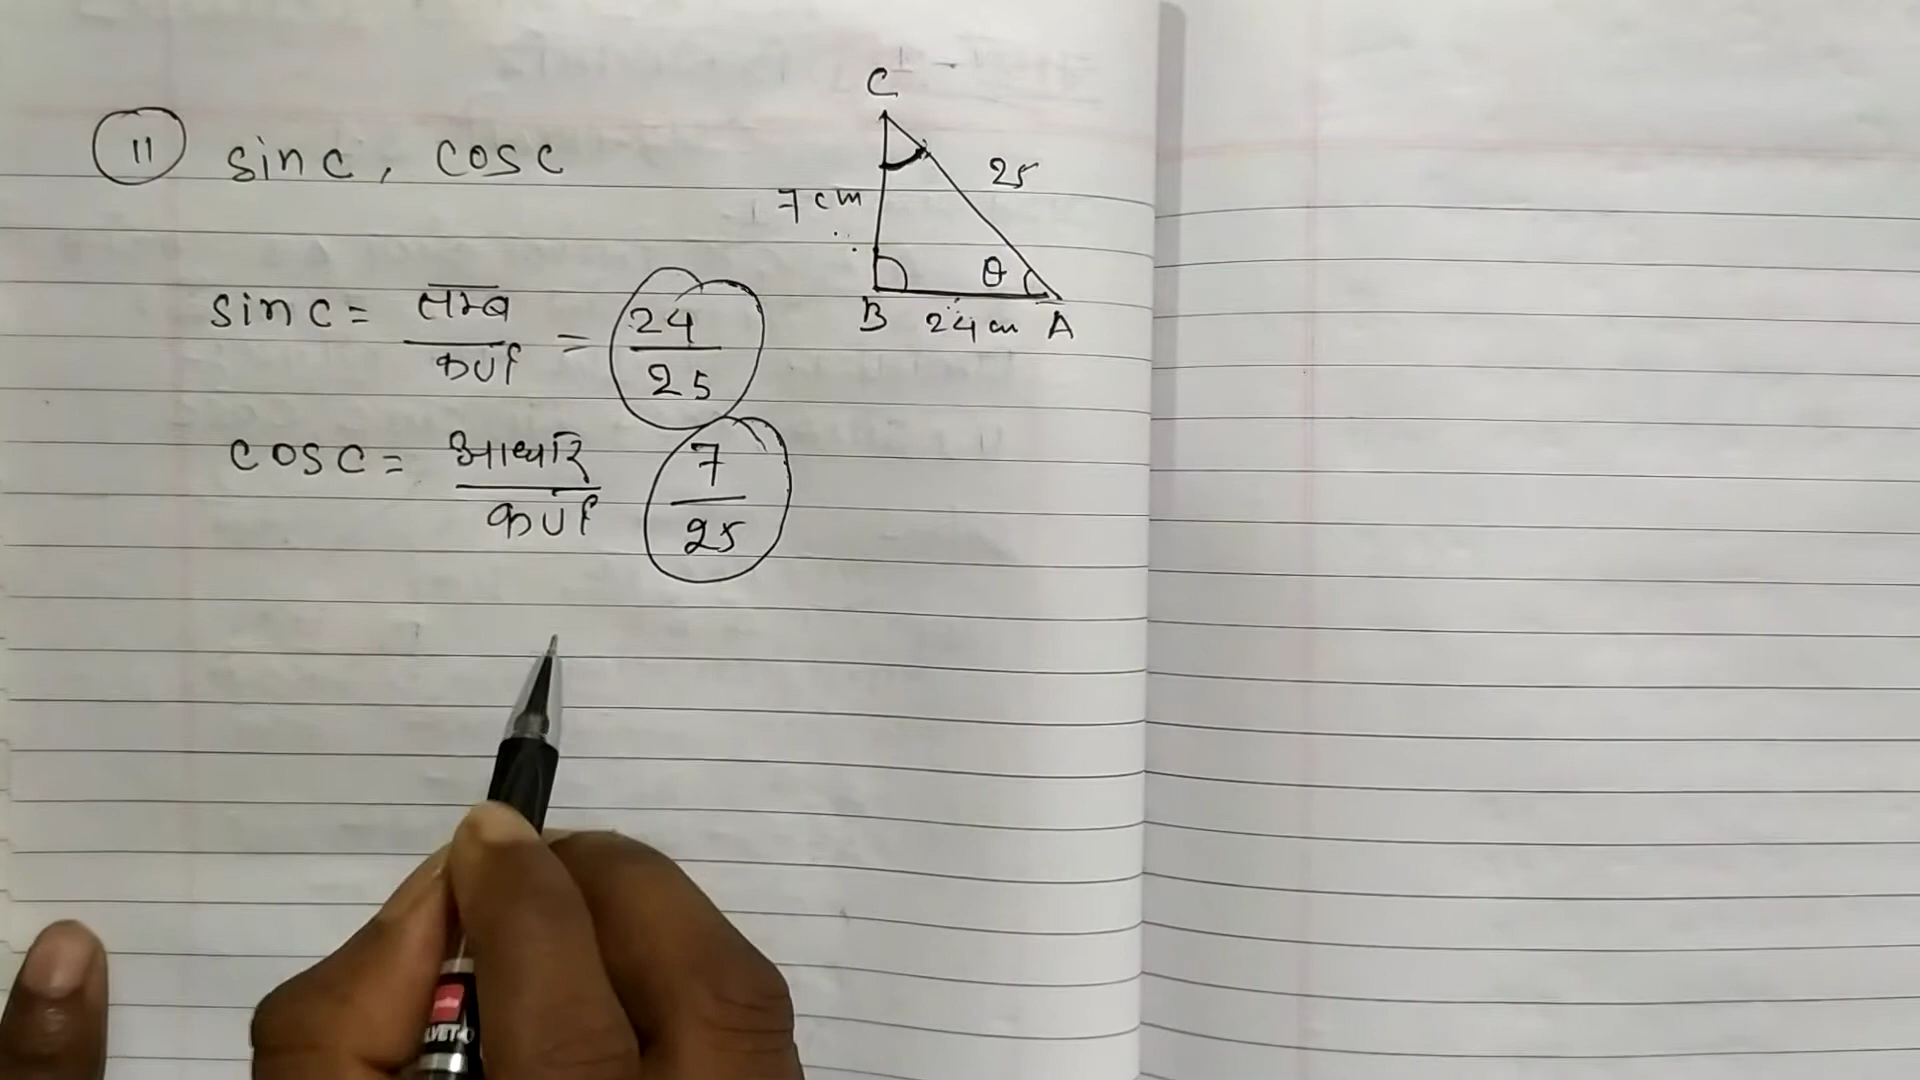 11 sin C, cos C
C
7 cm
25
θ
B 24 cm A
sin C = लम्ब / कर्ण = 24 / 25
cos C = आधार / कर्ण 7 / 25